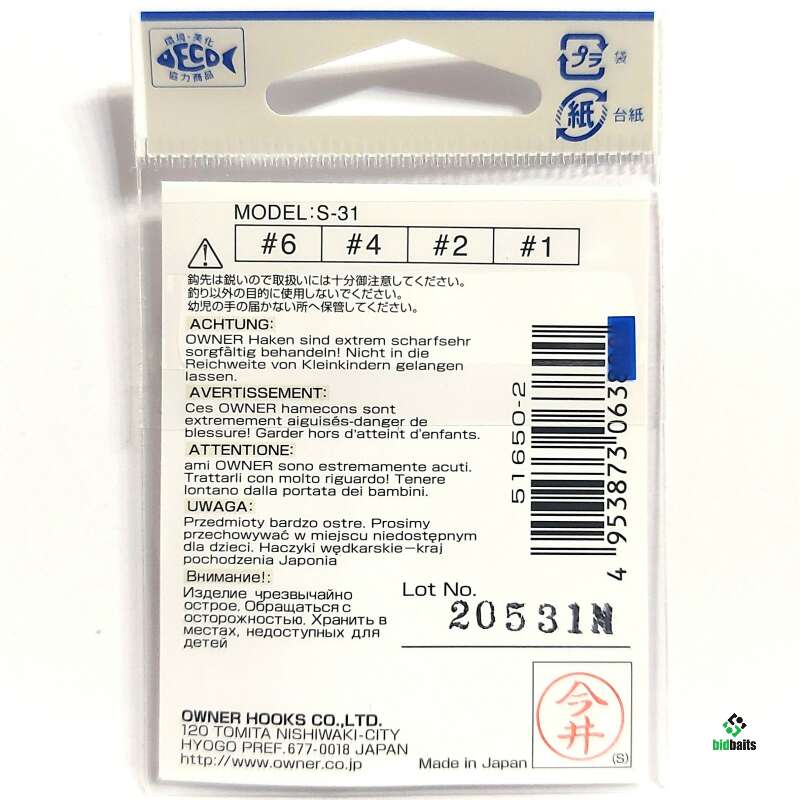 環境・美化
ECO
協力商品
プラ 袋
紙 台紙
MODEL:S-31
#6 #4 #2 #1
鈎先は鋭いので取扱いには十分御注意してください。
釣り以外の目的に使用しないでください。
幼児の手の届かない所へ保管してください。
ACHTUNG:
OWNER Haken sind extrem scharfsehr
sorgfältig behandeln! Nicht in die
Reichweite von Kleinkindern gelangen
lassen.
AVERTISSEMENT:
Ces OWNER hamecons sont
extremement aiguisés-danger de
blessure! Garder hors d'atteint d'enfants.
ATTENTIONE:
ami OWNER sono estremamente acuti.
Trattarli con molto riguardo! Tenere
lontano dalla portata dei bambini.
UWAGA:
Przedmioty bardzo ostre. Prosimy
przechowywać w miejscu niedostępnym
dla dzieci. Haczyki wędkarskie-kraj
pochodzenia Japonia
Внимание!:
Изделие чрезвычайно
острое. Обращаться с
осторожностью. Хранить в
местах, недоступных для
детей
51650-2
4 953873 063
Lot No.
20531N
OWNER HOOKS CO.,LTD.
120 TOMITA NISHIWAKI-CITY
HYOGO PREF.677-0018 JAPAN
http://www.owner.co.jp
Made in Japan
今井
(S)
bidbaits